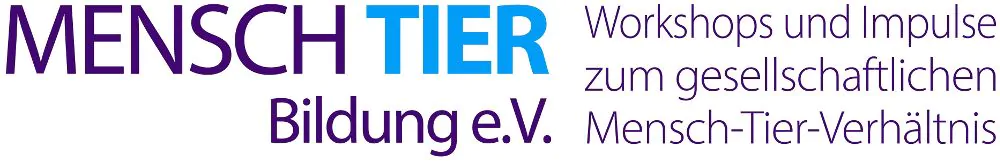 MENSCH TIER
Bildung e.V.
Workshops und Impulse
zum gesellschaftlichen
Mensch-Tier-Verhältnis